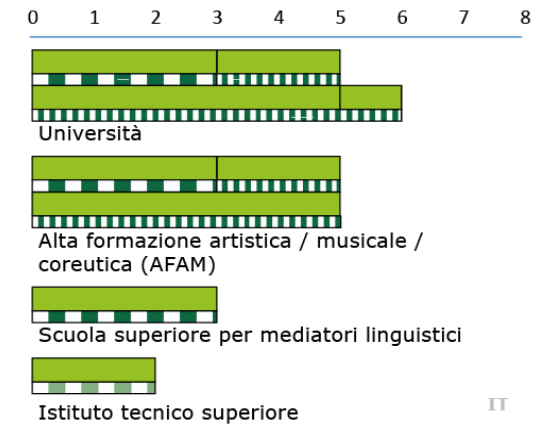 0 1 2 3 4 5 6 7 8
Università
Alta formazione artistica / musicale /
coreutica (AFAM)
Scuola superiore per mediatori linguistici
Istituto tecnico superiore
IT